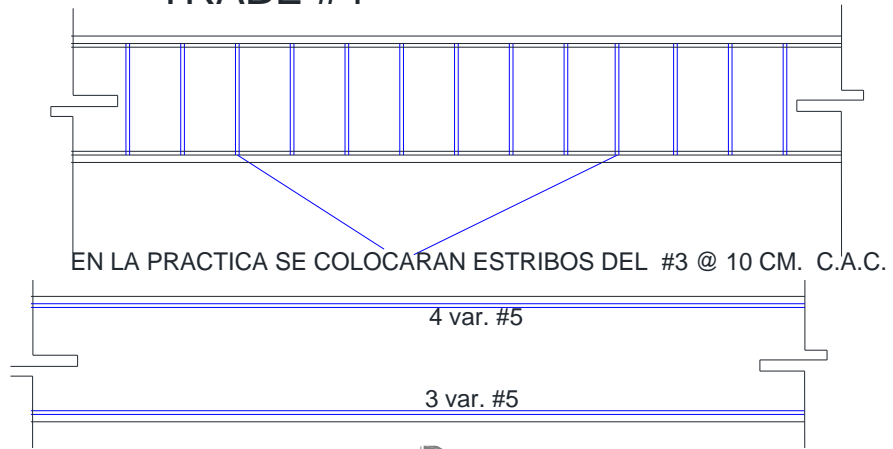 EN LA PRACTICA SE COLOCARAN ESTRIBOS DEL #3 @ 10 CM. C.A.C.
4 var. #5
3 var. #5